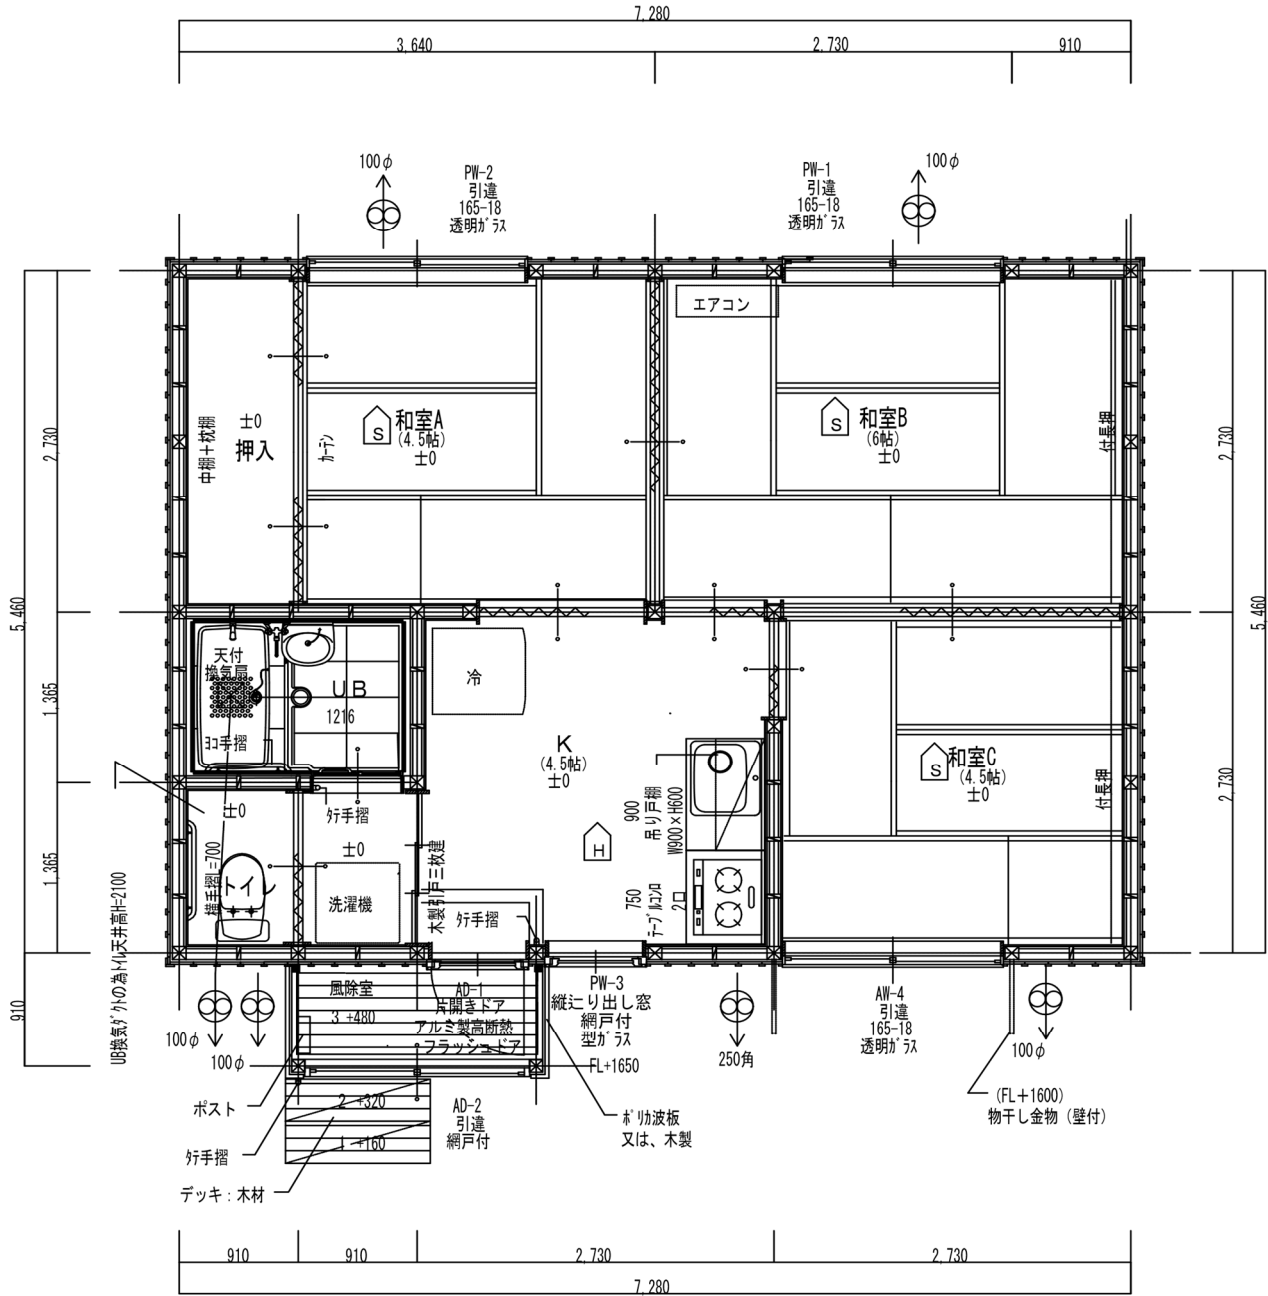 7,280
3,640
2,730
910
100φ
PW-2
引違
165-18
透明ｶﾞﾗｽ
PW-1
引違
165-18
透明ｶﾞﾗｽ
100φ
エアコン
中棚＋枕棚
±0
押入
ｶｰﾃﾝ
S
和室A
(4.5帖)
±0
S
和室B
(6帖)
±0
付長押
2,730
5,460
1,365
1,365
910
2,730
2,730
5,460
天付
換気扇
UB
1216
ﾖｺ手摺
冷
K
(4.5帖)
±0
H
900
吊り戸棚
W900×H600
750
ﾃｰﾌﾞﾙｺﾝﾛ
2口
S
和室C
(4.5帖)
±0
付長押
UB換気ﾀﾞｸﾄの為ﾄｲﾚ天井高H=2100
±0
横手摺L=700
トイレ
ﾀﾃ手摺
±0
洗濯機
木製引戸三枚建
ﾀﾃ手摺
風除室
3 +480
AD-1
片開きドア
アルミ製高断熱
フラッシュドア
PW-3
縦辷り出し窓
網戸付
型ｶﾞﾗｽ
FL+1650
100φ
100φ
250角
AW-4
引違
165-18
透明ｶﾞﾗｽ
100φ
(FL＋1600)
物干し金物（壁付）
ポスト
2 +320
AD-2
引違
網戸付
ﾎﾟﾘｶ波板
又は、木製
1 +160
ﾀﾃ手摺
デッキ：木材
910
910
2,730
2,730
7,280